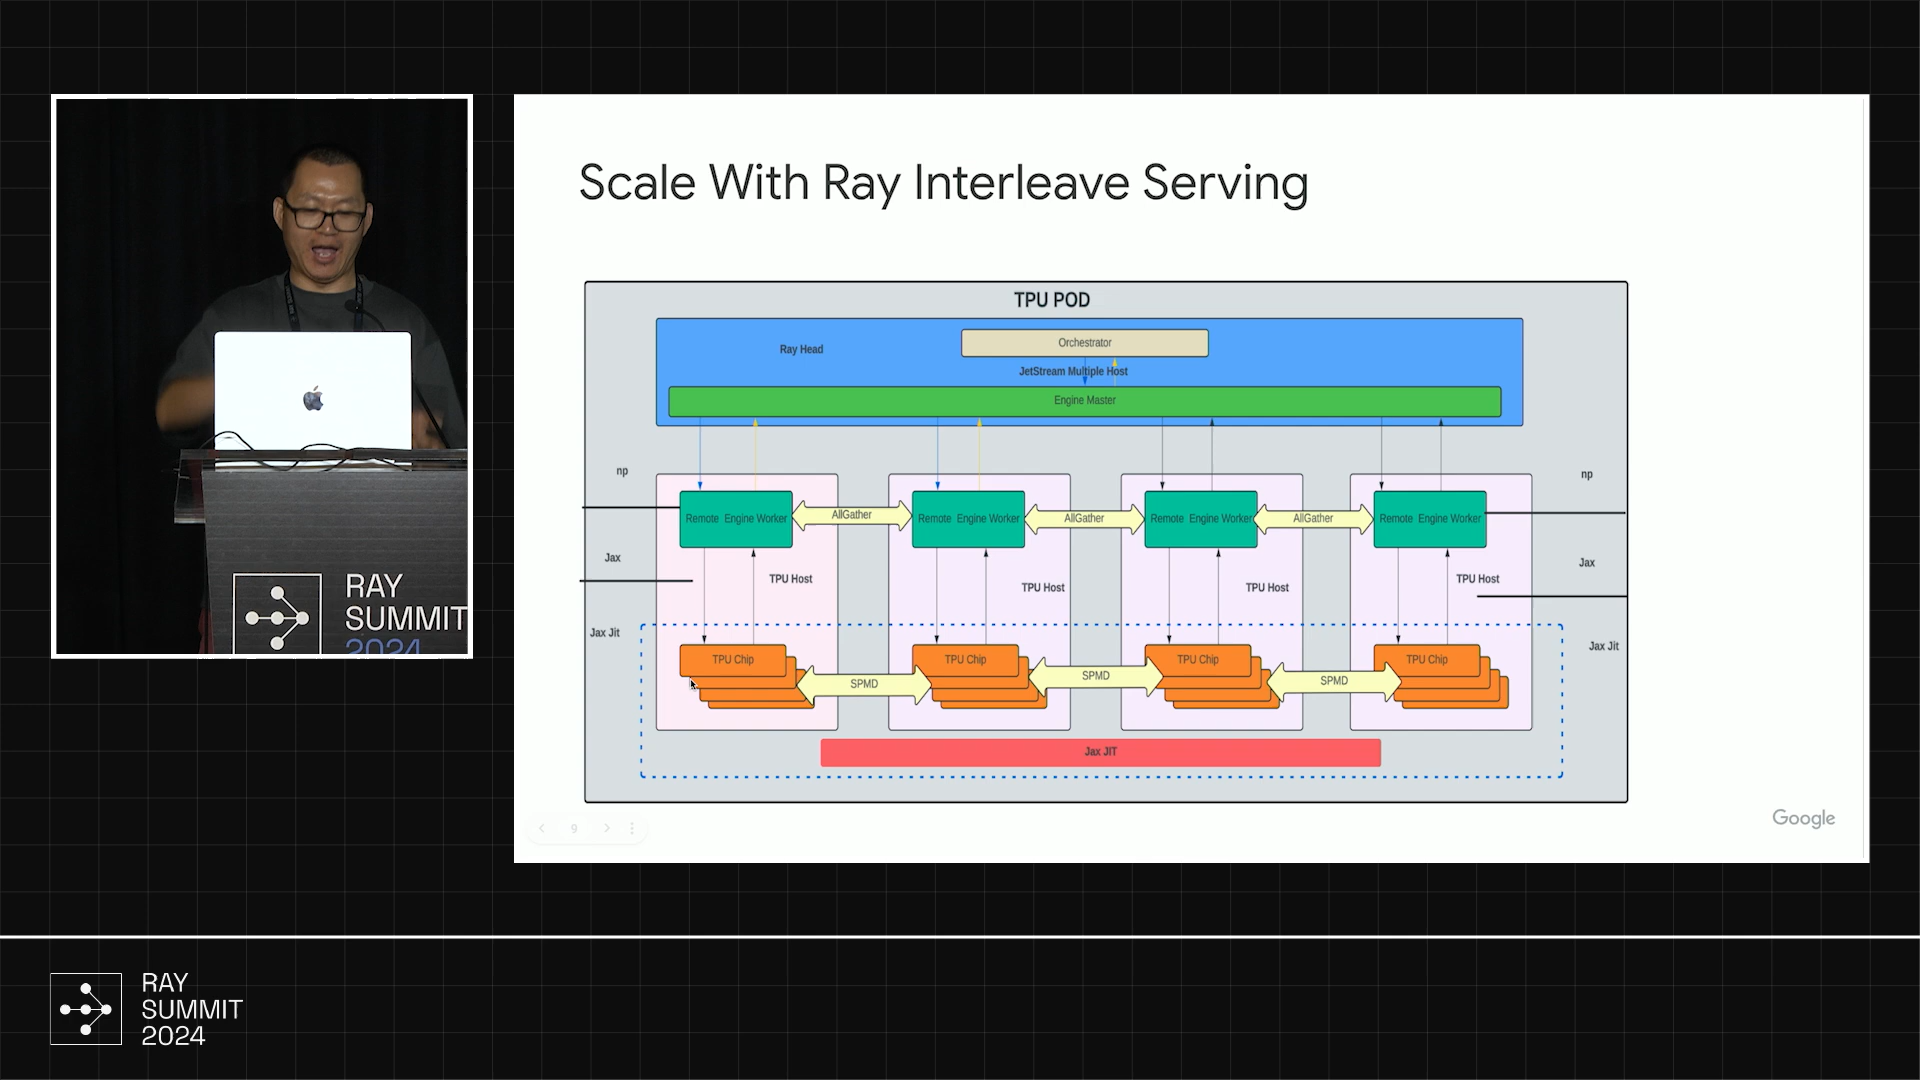 Scale With Ray Interleave Serving
TPU POD
Ray Head
Orchestrator
JetStream Multiple Host
Engine Master
np
np
Remote Engine Worker
AllGather
Remote Engine Worker
AllGather
Remote Engine Worker
AllGather
Remote Engine Worker
Jax
Jax
TPU Host
TPU Host
TPU Host
TPU Host
Jax Jit
Jax Jit
TPU Chip
SPMD
TPU Chip
SPMD
TPU Chip
SPMD
TPU Chip
Jax JIT
9
Google
RAY
SUMMIT
2024
RAY
SUMMIT
2024